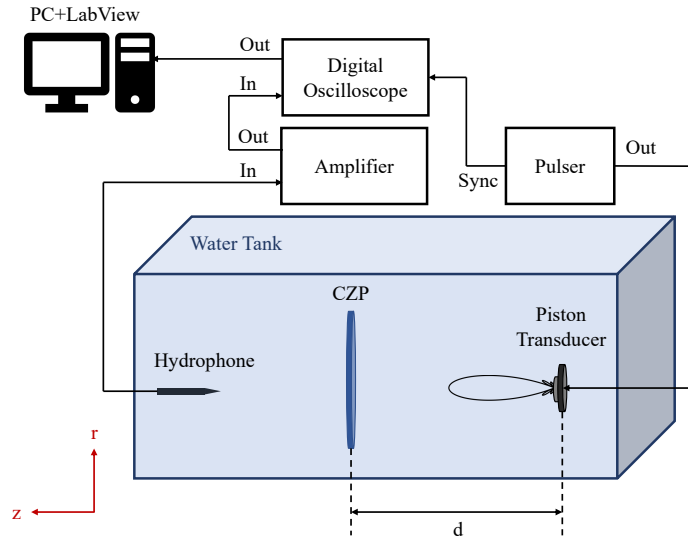 PC+LabView
Out
Digital
Oscilloscope
In
Out
Amplifier
In
Sync
Pulser
Out
Water Tank
CZP
Piston
Transducer
Hydrophone
r
z
d